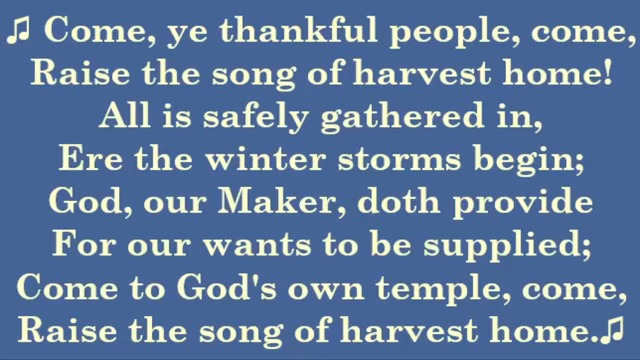 ♫ Come, ye thankful people, come,
Raise the song of harvest home!
All is safely gathered in,
Ere the winter storms begin;
God, our Maker, doth provide
For our wants to be supplied;
Come to God's own temple, come,
Raise the song of harvest home.♫